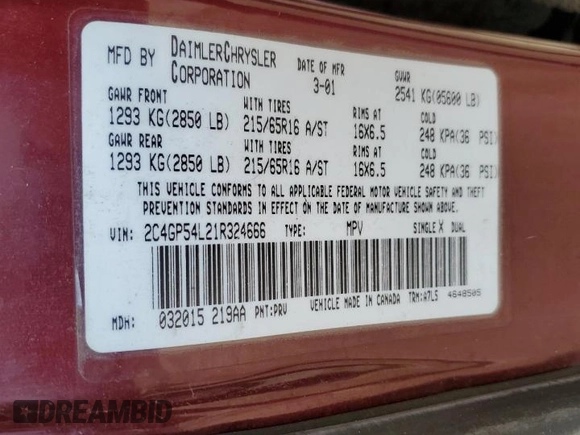 MFD BY DAIMLERCHRYSLER CORPORATION DATE OF MFR 3-01 GVWR 2541 KG(05600 LB)
GAWR FRONT WITH TIRES RIMS AT COLD
1293 KG(2850 LB) 215/65R16 A/ST 16X6.5 248 KPA(36 PSI)
GAWR REAR WITH TIRES RIMS AT COLD
1293 KG(2850 LB) 215/65R16 A/ST 16X6.5 248 KPA(36 PSI)
THIS VEHICLE CONFORMS TO ALL APPLICABLE FEDERAL MOTOR VEHICLE SAFETY AND THEFT
PREVENTION STANDARDS IN EFFECT ON THE DATE OF MANUFACTURE SHOWN ABOVE.
VIN: 2C4GP54L21R324666 TYPE: MPV SINGLE X DUAL
MDH: 032015 219AA PNT:PRV VEHICLE MADE IN CANADA TRM:A7L5 4648505
DREAMBID